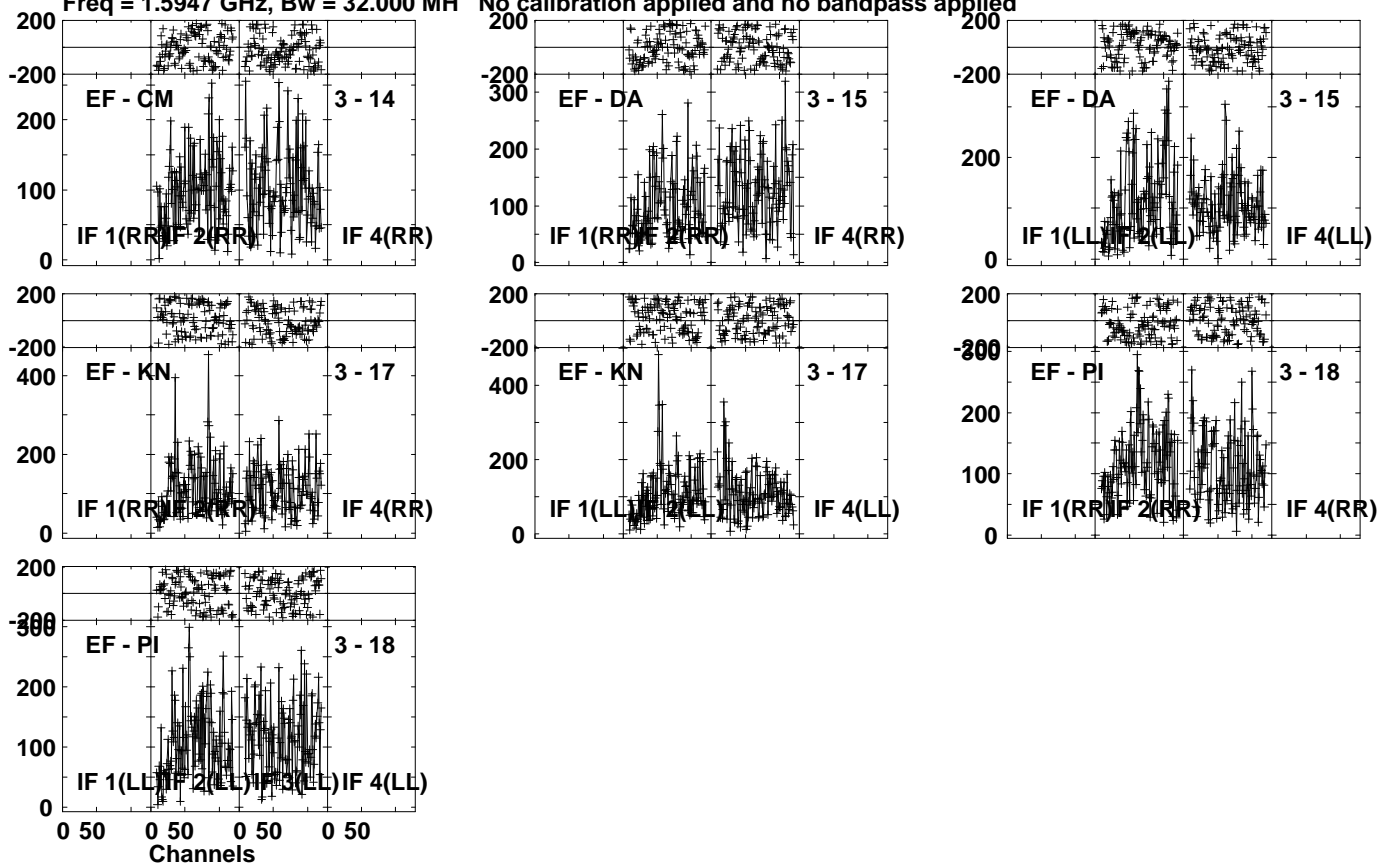 Freq = 1.5947 GHz, Bw = 32.000 MH No calibration applied and no bandpass applied
200
-200
EF - CM 3 - 14
200
100
0
IF 1(RR) IF 2(RR) IF 4(RR)
200
-200
300
EF - DA 3 - 15
200
100
0
IF 1(RR) IF 2(RR) IF 4(RR)
200
-200
EF - DA 3 - 15
200
0
IF 1(LL) IF 2(LL) IF 4(LL)
200
-200
EF - KN 3 - 17
400
200
0
IF 1(RR) IF 2(RR) IF 4(RR)
200
-200
EF - KN 3 - 17
400
200
0
IF 1(LL) IF 2(LL) IF 4(LL)
200
-200
300
EF - PI 3 - 18
200
100
0
IF 1(RR) IF 2(RR) IF 4(RR)
200
-200
300
EF - PI 3 - 18
200
100
0
IF 1(LL) IF 2(LL) IF 3(LL) IF 4(LL)
0 50 0 50 0 50 0 50
Channels